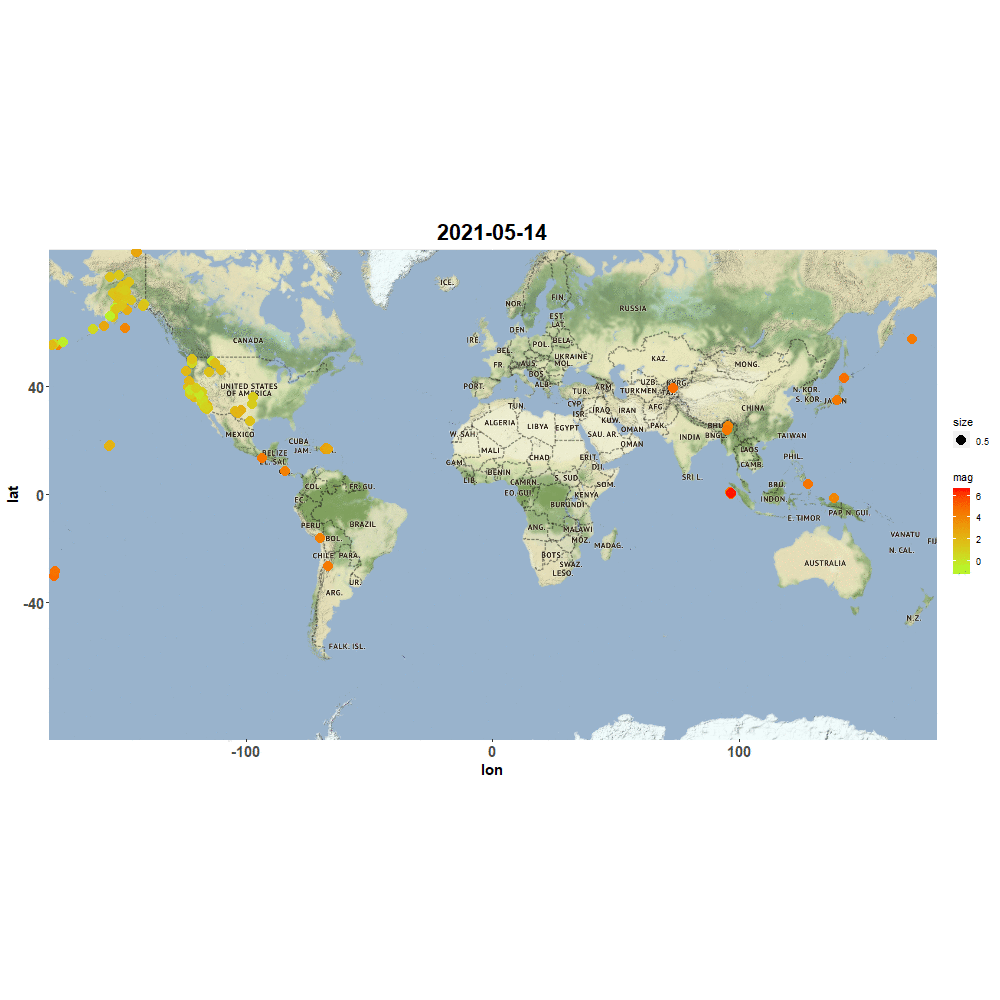 2021-05-14
ICE.
NOR.
FIN.
RUSSIA
EST.
LAT.
DEN.
IRE.
CANADA
POL.
BELA.
BEL.
UKRAINE
FR.
AUS.
MOL.
KAZ.
MONG.
BOS.
40
UNITED STATES
OF AMERICA
PORT.
ALB.
TUR.
ARM.
UZB.
KYRG.
TURKMEN.
N. KOR.
S. KOR.
TUN.
CYP.
ISR.
IRAQ
IRAN
AFG.
CHINA
MEXICO
W. SAH.
ALGERIA
LIBYA
EGYPT
KUW.
SAU. AR.
OMAN
PAK.
INDIA
BNGL.
TAIWAN
CUBA
JAM.
BELIZE
EL SAL.
MALI
CHAD
ERIT.
OMAN
LAOS
PHIL.
GAM.
BENIN
DJI.
CAMB.
SRI L.
COL.
FR. GU.
LIB.
CAMRN.
S. SUD.
SOM.
BRU.
0
EC.
EO. GUI.
KENYA
INDON.
lat
PERU
BRAZIL
BURUNDI
PAP N. GUI.
ANG.
MALAWI
E. TIMOR
BOL.
MOZ.
MADAG.
VANATU
FIJ
CHILE
PARA.
BOTS.
SWAZ.
LESO.
AUSTRALIA
N. CAL.
UR.
ARG.
-40
N.Z.
FALK. ISL.
-100
0
100
lon
size
0.5
mag
6
4
2
0